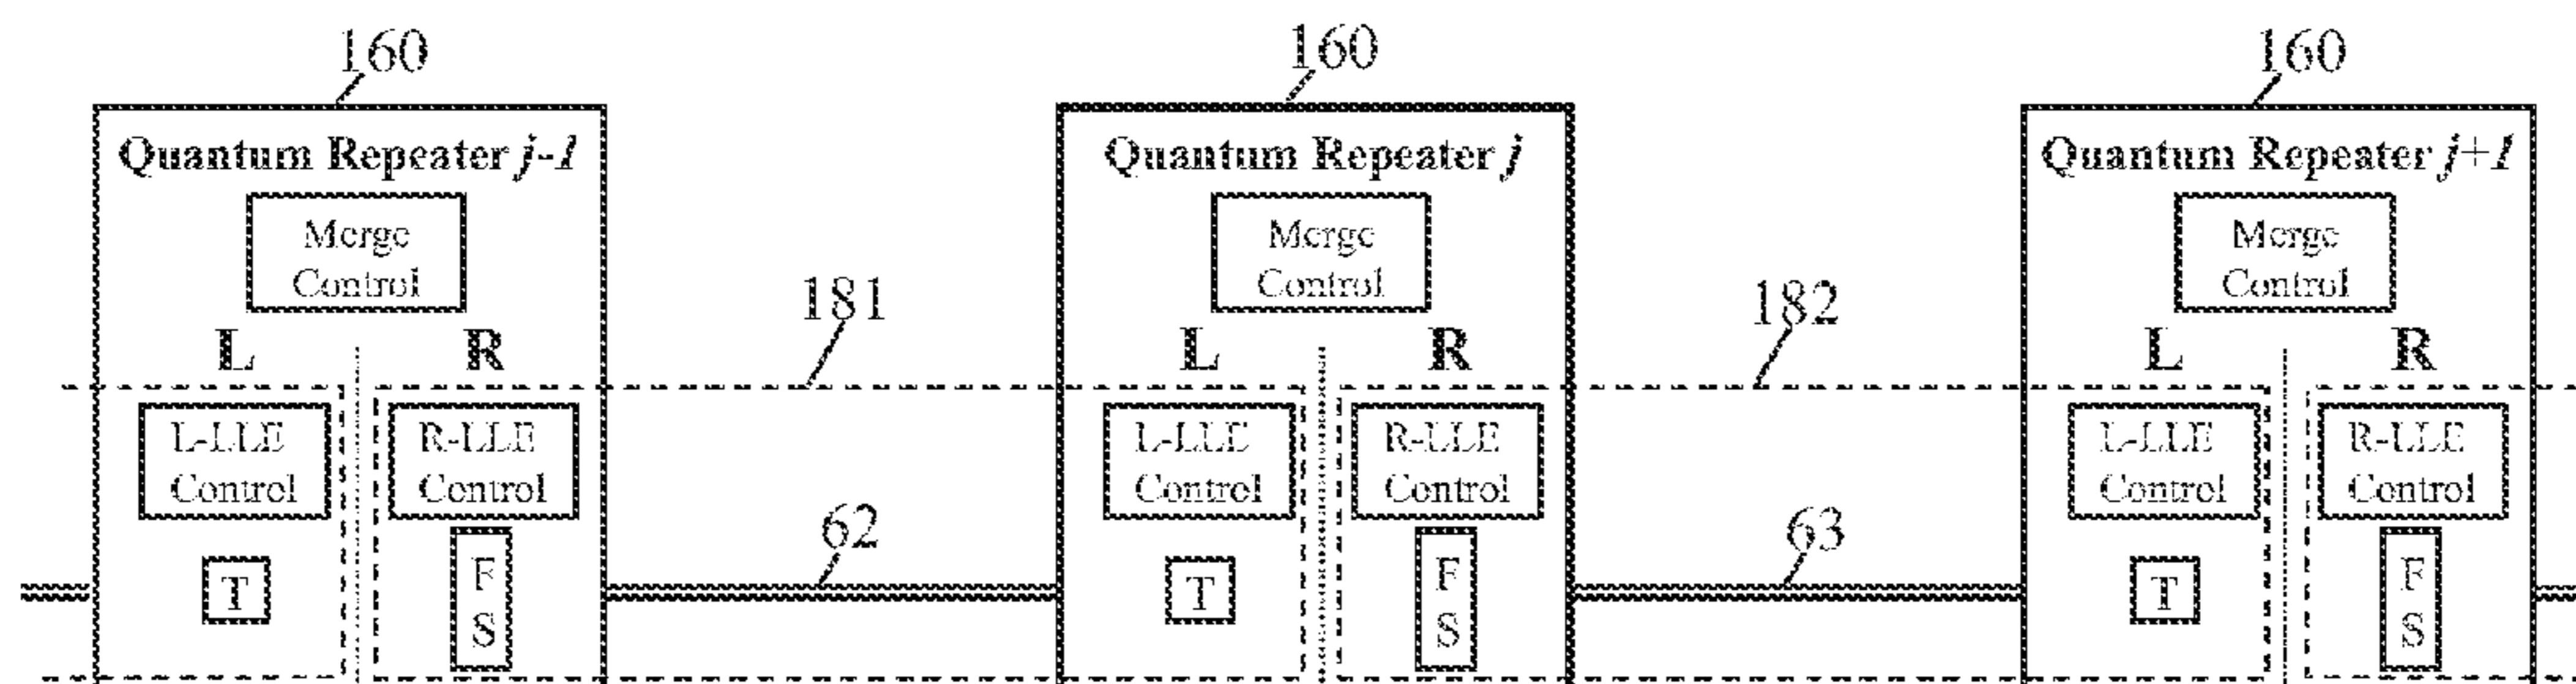 160 160 160
Quantum Repeater j-1 Quantum Repeater j Quantum Repeater j+1
Merge Merge Merge
Control Control Control
181 182
L R L R L R
L-LLE R-LLE L-LLE R-LLE L-LLE R-LLE
Control Control Control Control Control Control
62 63
T F T F T F
S S S